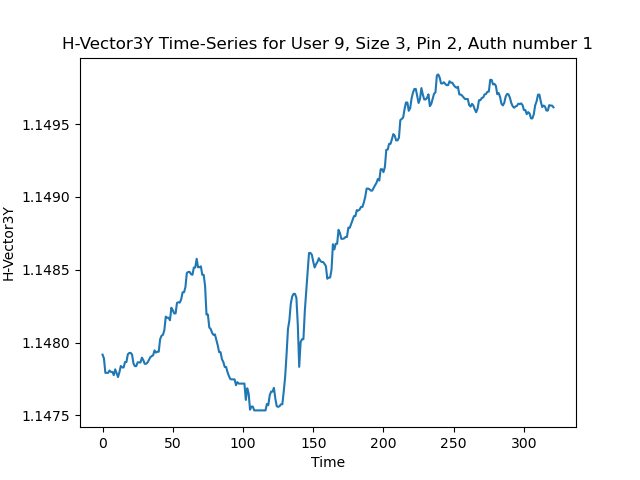 H-Vector3Y Time-Series for User 9, Size 3, Pin 2, Auth number 1
H-Vector3Y
1.1495
1.1490
1.1485
1.1480
1.1475
0 50 100 150 200 250 300
Time